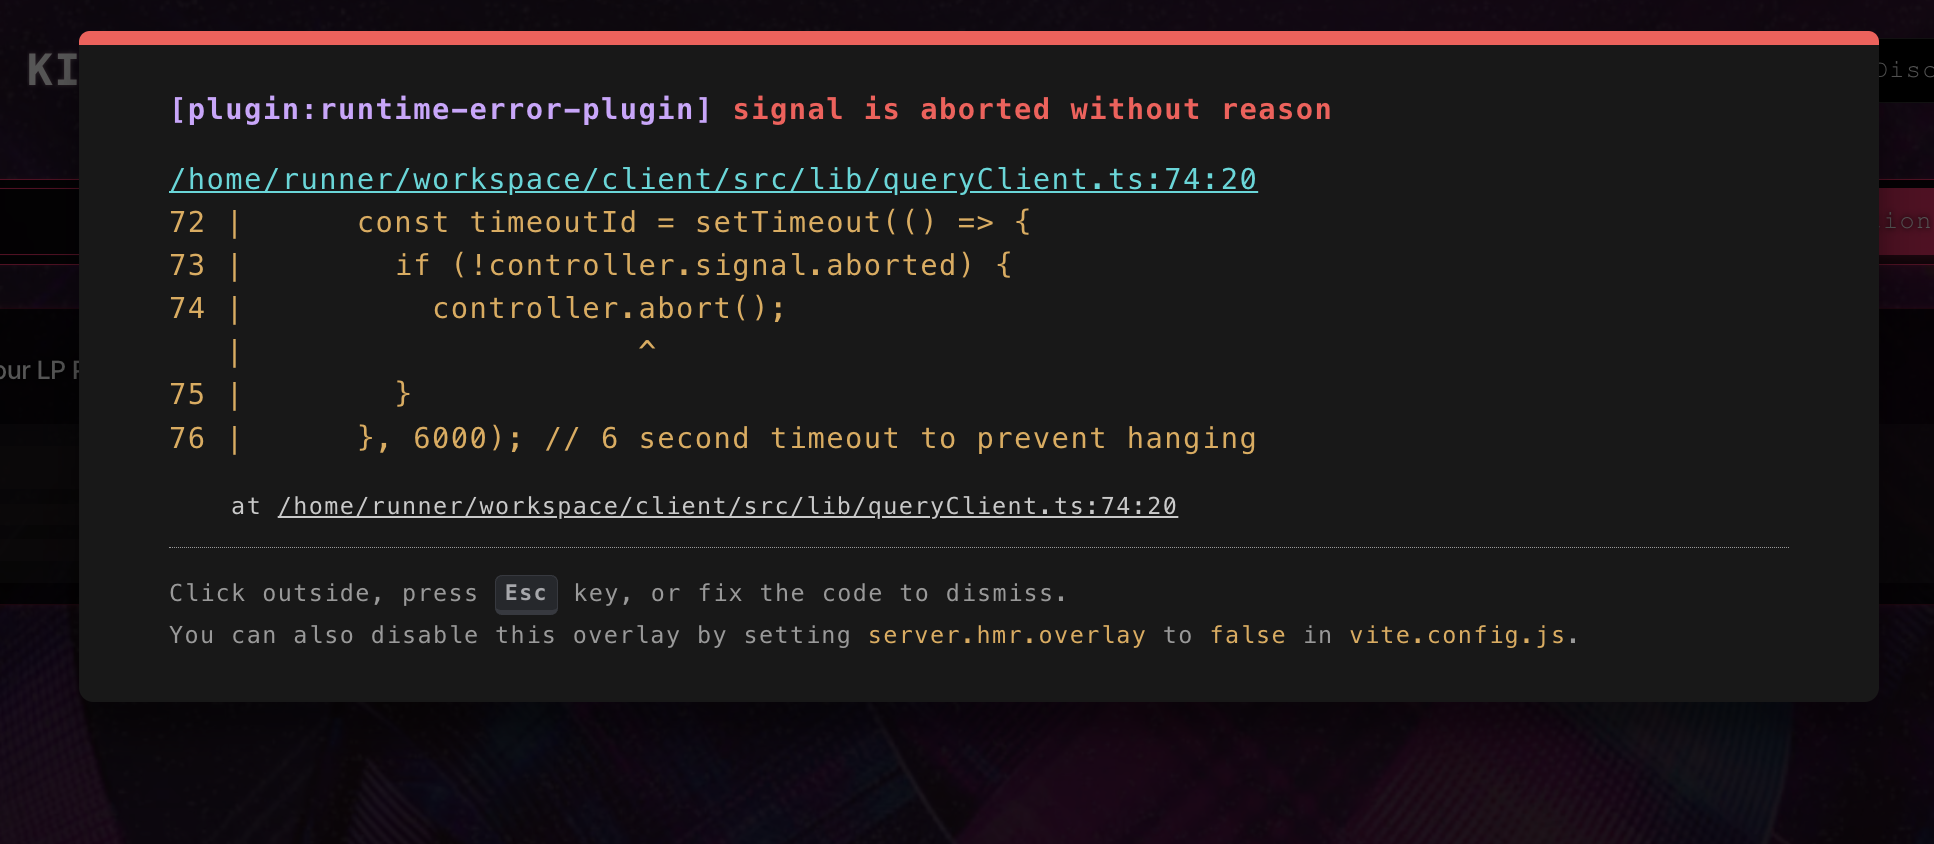 KI
Disc
[plugin:runtime-error-plugin] signal is aborted without reason
/home/runner/workspace/client/src/lib/queryClient.ts:74:20
72 |      const timeoutId = setTimeout(() => {
ion
73 |        if (!controller.signal.aborted) {
74 |          controller.abort();
   |                     ^
our LP
75 |        }
76 |      }, 6000); // 6 second timeout to prevent hanging
at /home/runner/workspace/client/src/lib/queryClient.ts:74:20
Click outside, press Esc key, or fix the code to dismiss.
You can also disable this overlay by setting server.hmr.overlay to false in vite.config.js.